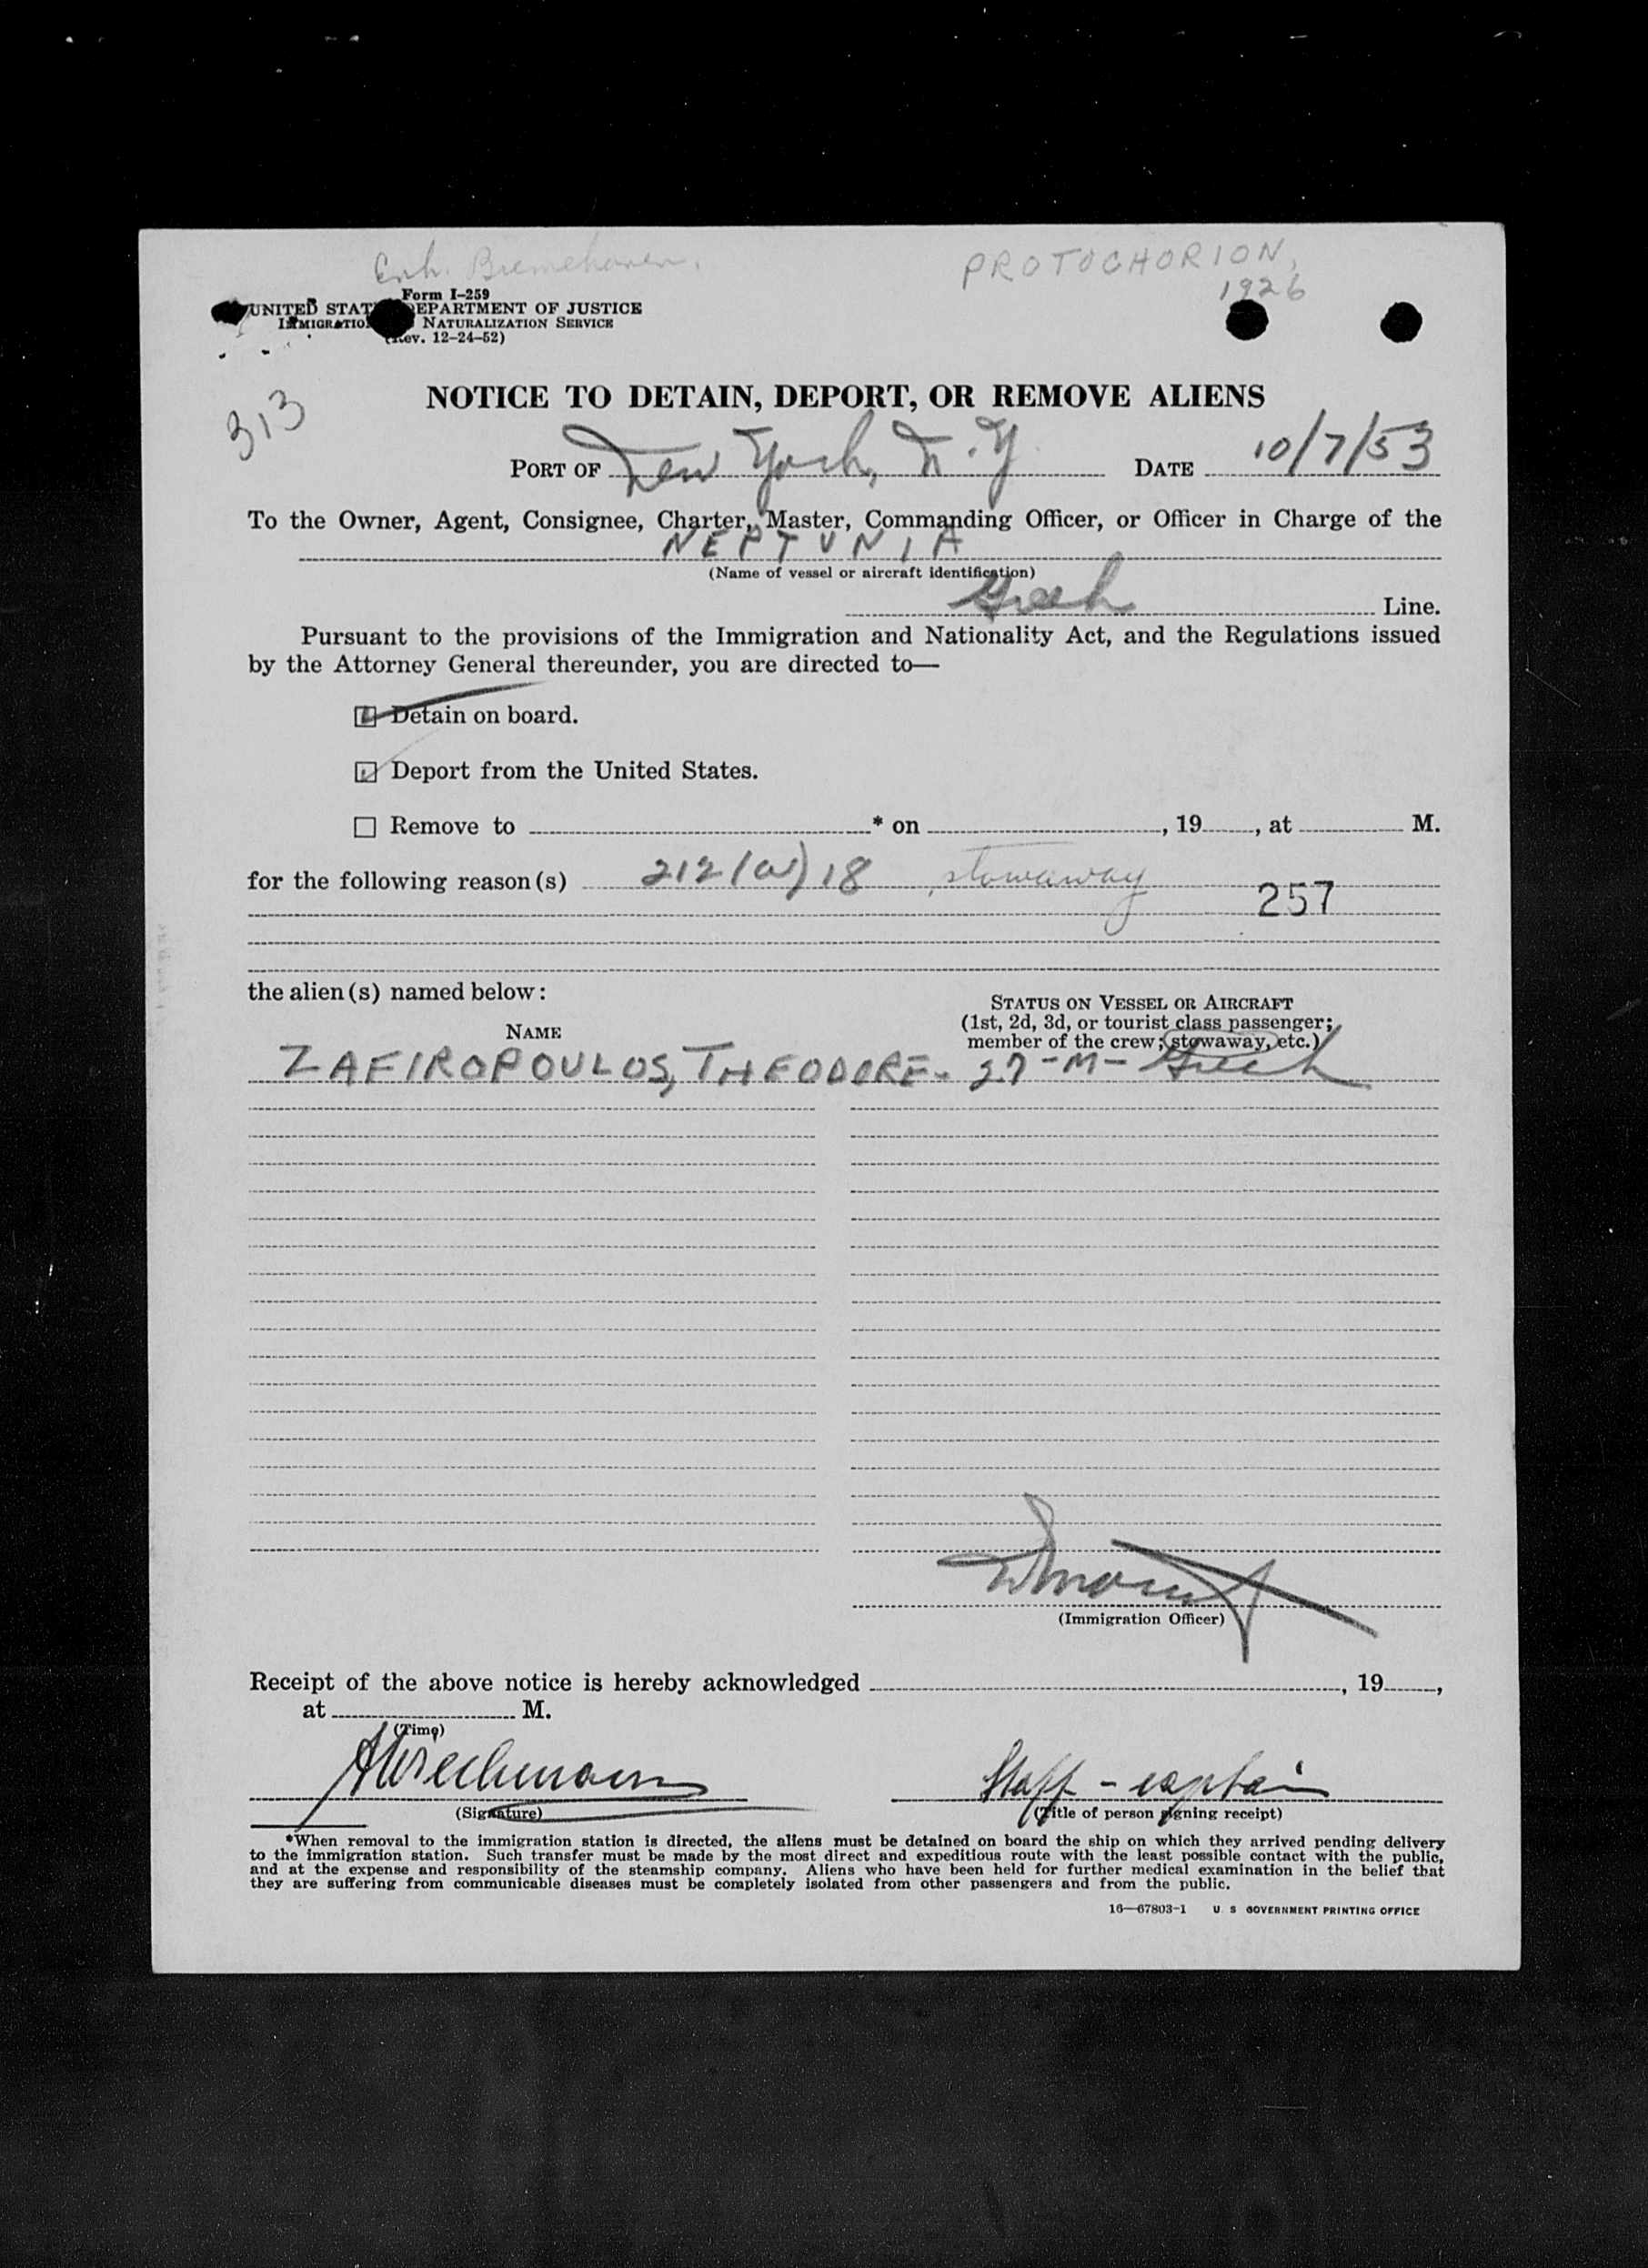 Bremehaven.
PROTOCHORION,
1926
Form I-259
UNITED STAT DEPARTMENT OF JUSTICE
IMMIGRATIO NATURALIZATION SERVICE
(Rev. 12-24-52)
313
NOTICE TO DETAIN, DEPORT, OR REMOVE ALIENS
PORT OF New York, N.Y. DATE 10/7/53
To the Owner, Agent, Consignee, Charter, Master, Commanding Officer, or Officer in Charge of the
NEPTUNIA
(Name of vessel or aircraft identification)
Greek Line.
Pursuant to the provisions of the Immigration and Nationality Act, and the Regulations issued
by the Attorney General thereunder, you are directed to—
Detain on board.
Deport from the United States.
Remove to * on , 19 , at M.
for the following reason(s) 212(a)18, stowaway
257
the alien(s) named below:
STATUS ON VESSEL OR AIRCRAFT
(1st, 2d, 3d, or tourist class passenger;
NAME
member of the crew; stowaway, etc.)
ZAFIROPOULOS, THEODORE - 27-M- Greek
(Immigration Officer)
Receipt of the above notice is hereby acknowledged , 19 ,
at M.
(Time)
Staff-captain
(Signature) (Title of person signing receipt)
*When removal to the immigration station is directed, the aliens must be detained on board the ship on which they arrived pending delivery
to the immigration station. Such transfer must be made by the most direct and expeditious route with the least possible contact with the public,
and at the expense and responsibility of the steamship company. Aliens who have been held for further medical examination in the belief that
they are suffering from communicable diseases must be completely isolated from other passengers and from the public.
16—67803-1 U. S. GOVERNMENT PRINTING OFFICE